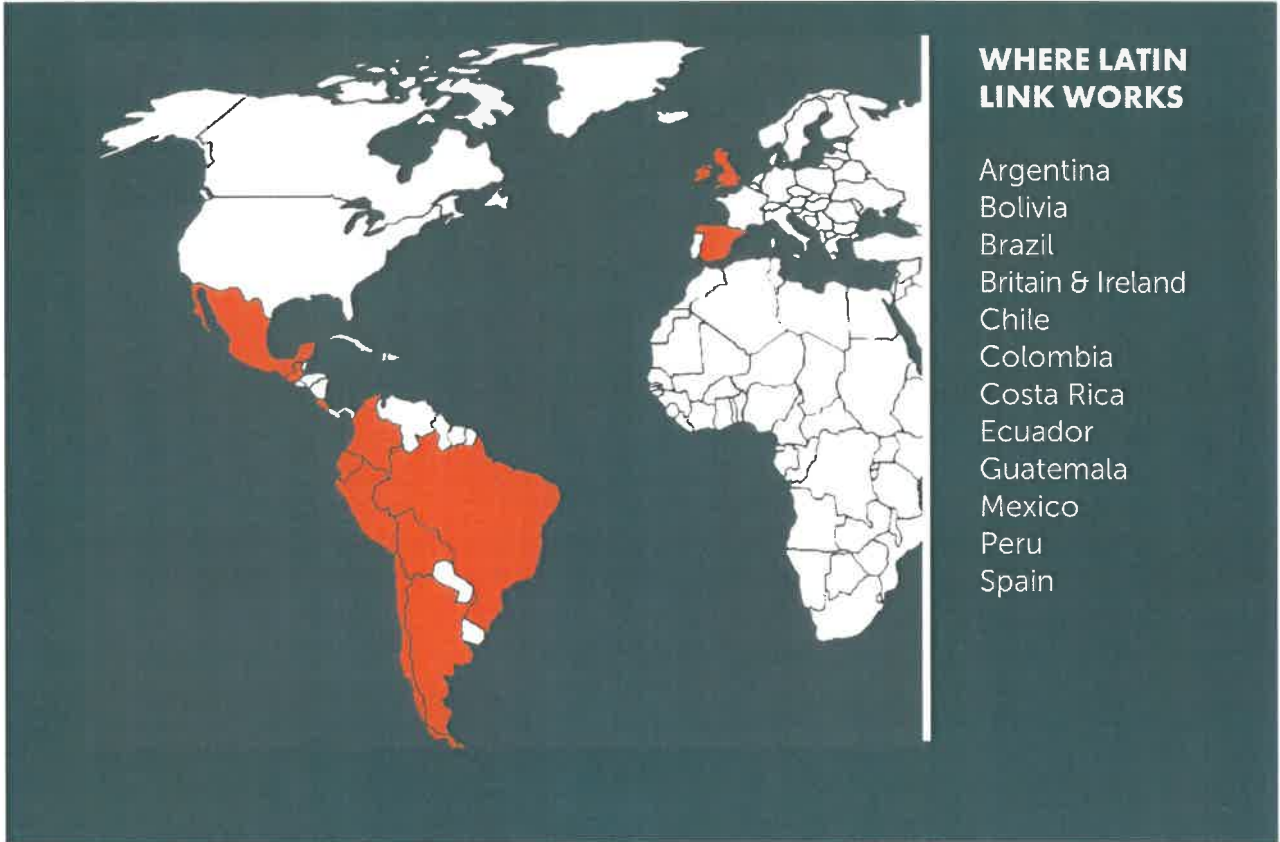 WHERE LATIN
LINK WORKS
Argentina
Bolivia
Brazil
Britain & Ireland
Chile
Colombia
Costa Rica
Ecuador
Guatemala
Mexico
Peru
Spain